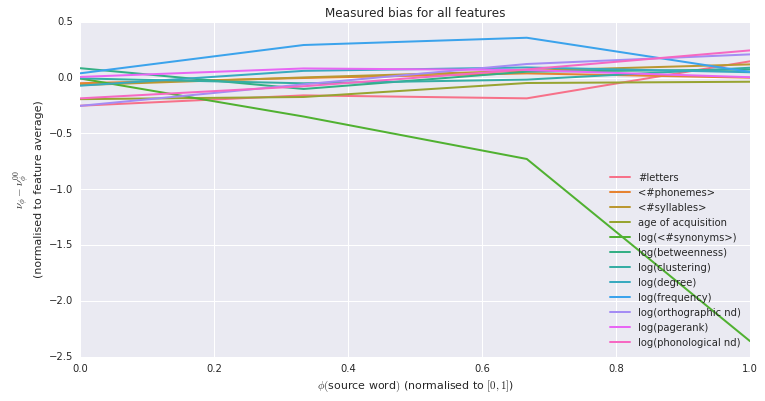 Measured bias for all features
0.5
0.0
−0.5
−1.0
−1.5
−2.0
−2.5
0.0
0.2
0.4
0.6
0.8
1.0
ν_ϕ − ν_ϕ^00
(normalised to feature average)
ϕ(source word) (normalised to [0, 1])
#letters
<#phonemes>
<#syllables>
age of acquisition
log(<#synonyms>)
log(betweenness)
log(clustering)
log(degree)
log(frequency)
log(orthographic nd)
log(pagerank)
log(phonological nd)